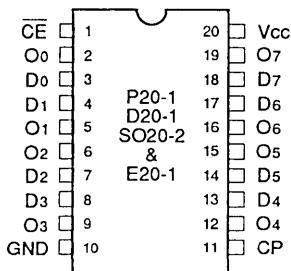 C̅E̅ 1 20 Vcc
O0 2 19 O7
D0 3 18 D7
D1 4 P20-1 17 D6
O1 5 D20-1 16 O6
O2 6 SO20-2 15 O5
D2 7 & 14 D5
D3 8 E20-1 13 D4
O3 9 12 O4
GND 10 11 CP